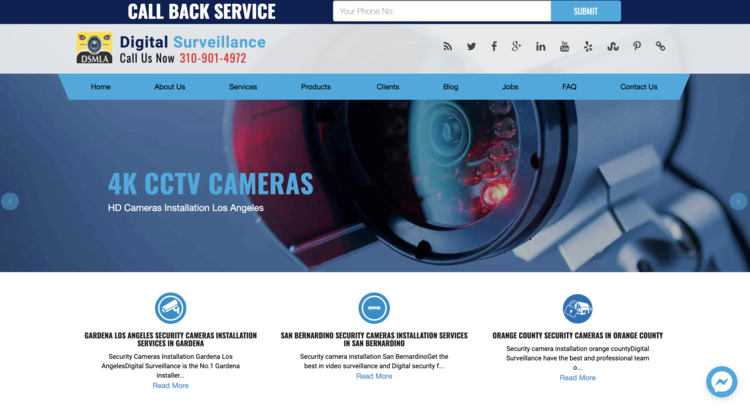 CALL BACK SERVICE
Your Phone No:
SUBMIT
DSMLA
Digital Surveillance
Call Us Now 310-901-4972
Home
About Us
Services
Products
Clients
Blog
Jobs
FAQ
Contact Us
4K CCTV CAMERAS
HD Cameras Installation Los Angeles
GARDENA LOS ANGELES SECURITY CAMERAS INSTALLATION
SERVICES IN GARDENA
Security Cameras Installation Gardena Los
AngelesDigital Surveillance is the No.1 Gardena
installer...
Read More
SAN BERNARDINO SECURITY CAMERAS INSTALLATION SERVICES
IN SAN BERNARDINO
Security camera installation San BernardinoGet the
best in video surveillance and Digital security f...
Read More
ORANGE COUNTY SECURITY CAMERAS IN ORANGE COUNTY
Security camera installation orange countyDigital
Surveillance have the best and professional team
o...
Read More